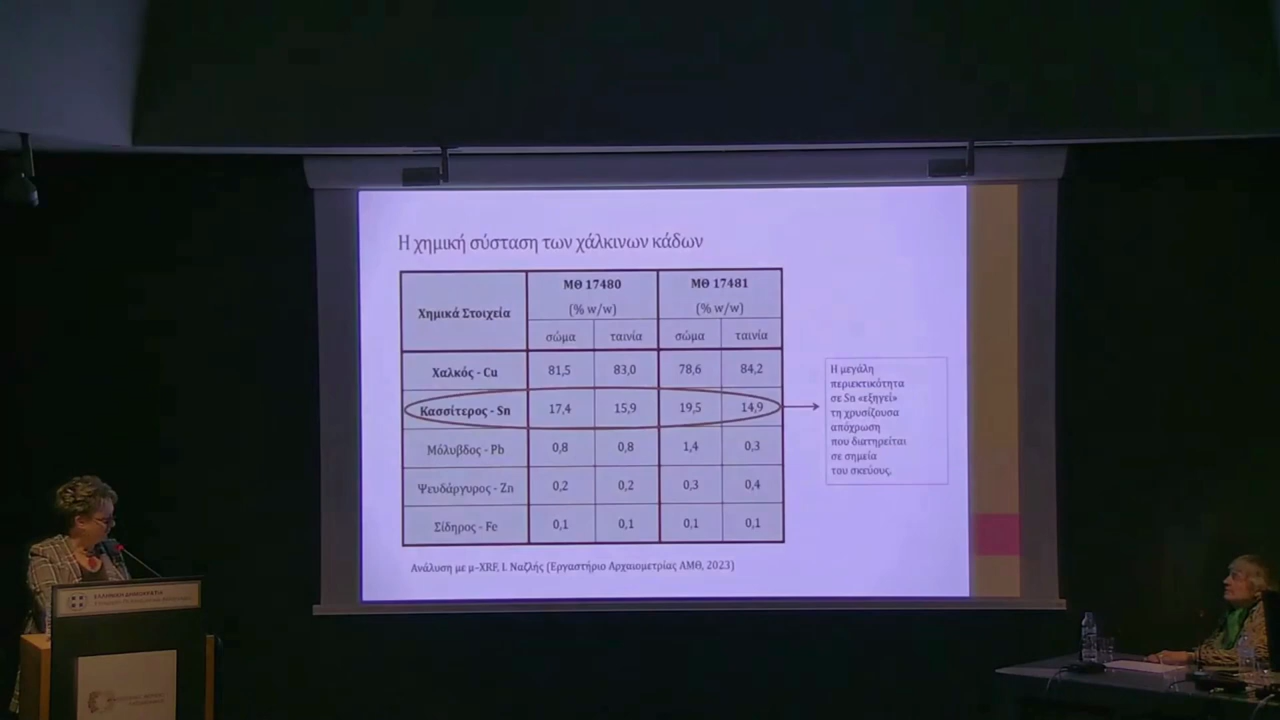 Η χημική σύσταση των χάλκινων κάδων
Χημικά Στοιχεία
ΜΘ 17480
(% w/w)
ΜΘ 17481
(% w/w)
σώμα ταινία σώμα ταινία
Χαλκός - Cu 81,5 83,0 78,6 84,2
Κασσίτερος - Sn 17,4 15,9 19,5 14,9
Μόλυβδος - Pb 0,8 0,8 1,4 0,3
Ψευδάργυρος - Zn 0,2 0,2 0,3 0,4
Σίδηρος - Fe 0,1 0,1 0,1 0,1
Η μεγάλη
περιεκτικότητα
σε Sn «εξηγεί»
τη χρυσίζουσα
απόχρωση
που διατηρείται
σε σημεία
του σκεύους.
Ανάλυση με μ-XRF, Ι. Ναζλής (Εργαστήριο Αρχαιομετρίας ΑΜΘ, 2023)
ΕΛΛΗΝΙΚΗ ΔΗΜΟΚΡΑΤΙΑ